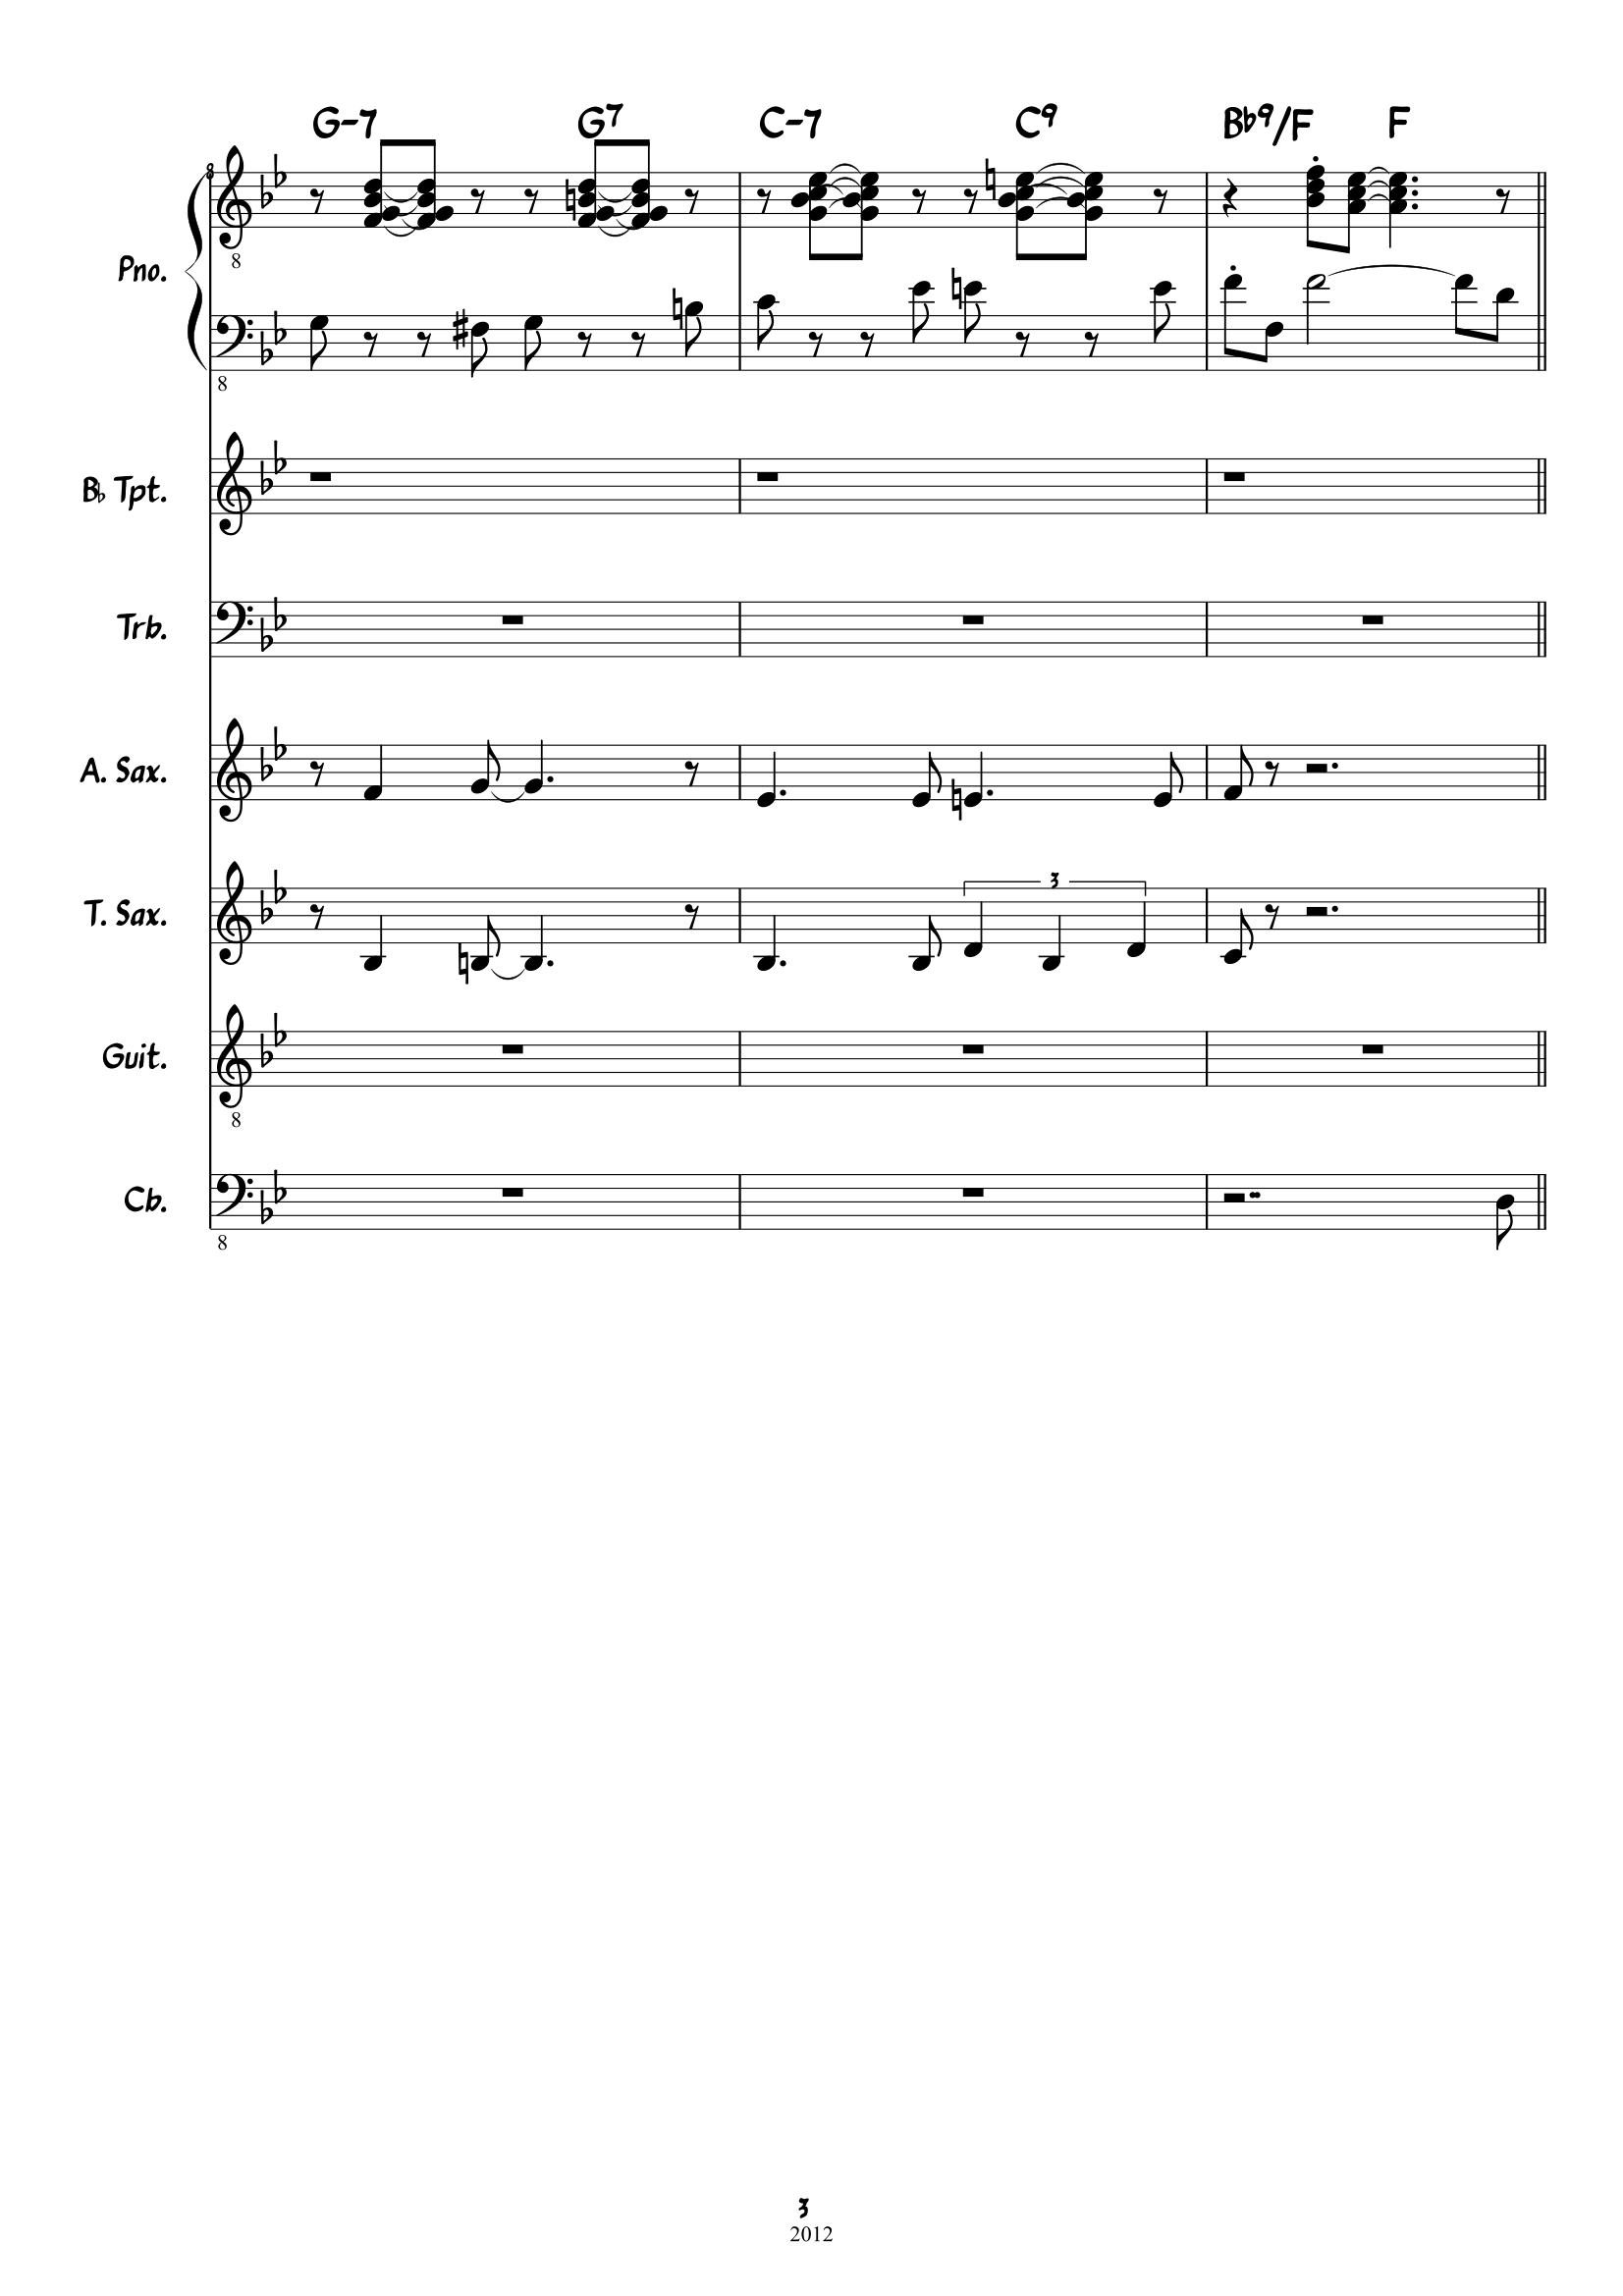 G-7 G7 C-7 C9 Bb9/F F
8
8
Pno.
8
B♭ Tpt.
Trb.
A. Sax.
3
T. Sax.
Guit.
8
Cb.
8
3
2012